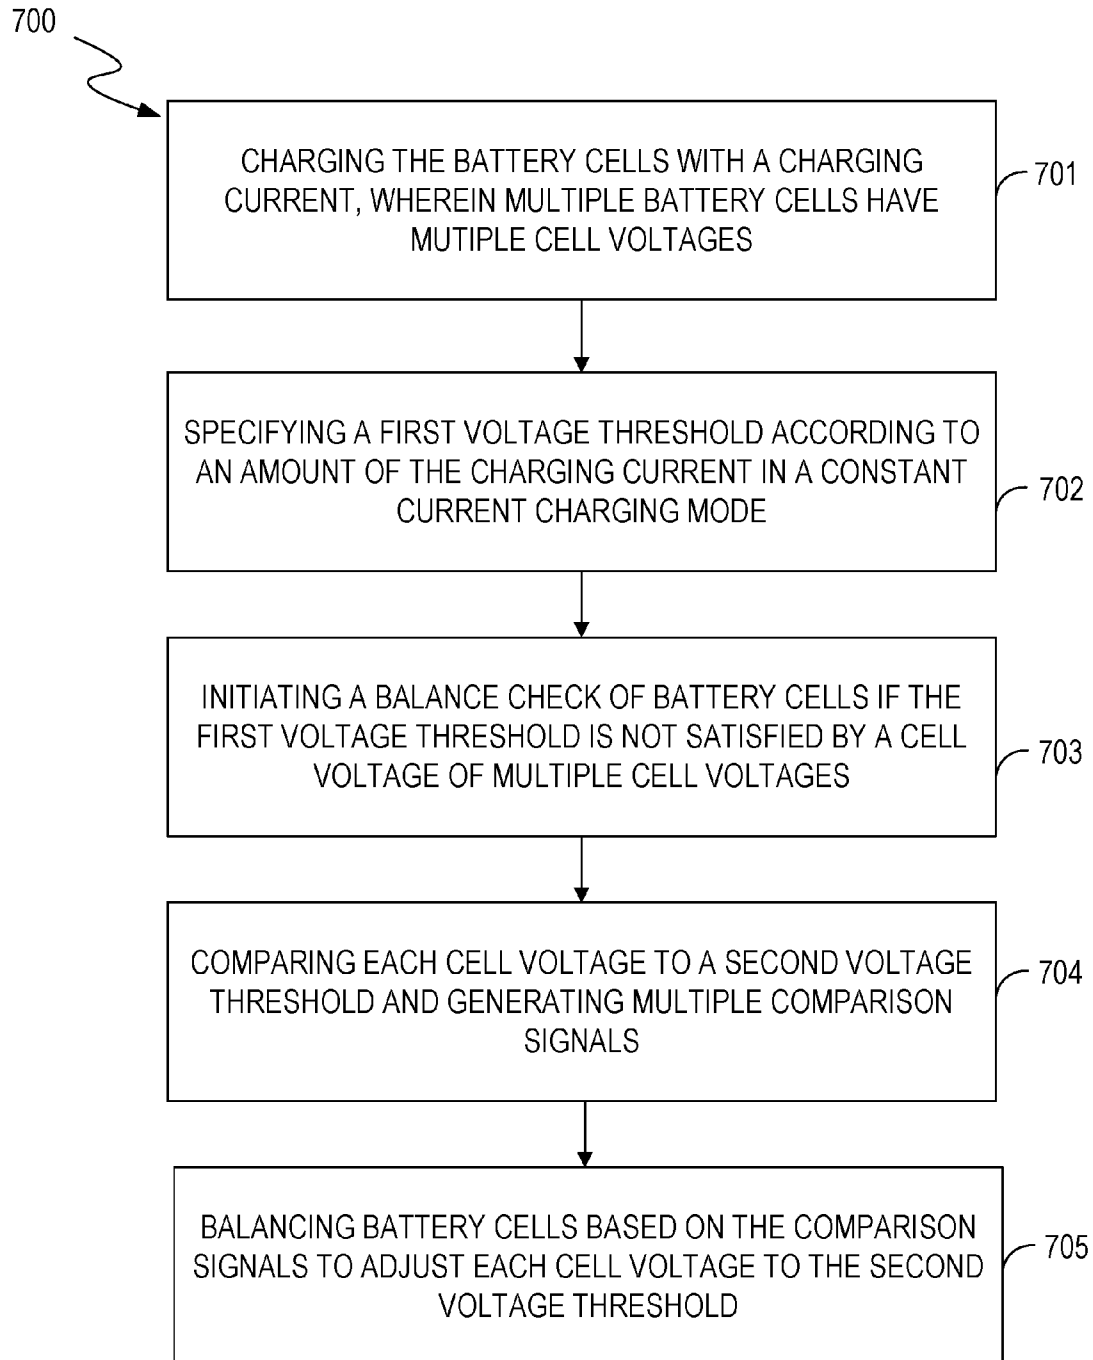 700
CHARGING THE BATTERY CELLS WITH A CHARGING
CURRENT, WHEREIN MULTIPLE BATTERY CELLS HAVE
MUTIPLE CELL VOLTAGES
701
SPECIFYING A FIRST VOLTAGE THRESHOLD ACCORDING TO
AN AMOUNT OF THE CHARGING CURRENT IN A CONSTANT
CURRENT CHARGING MODE
702
INITIATING A BALANCE CHECK OF BATTERY CELLS IF THE
FIRST VOLTAGE THRESHOLD IS NOT SATISFIED BY A CELL
VOLTAGE OF MULTIPLE CELL VOLTAGES
703
COMPARING EACH CELL VOLTAGE TO A SECOND VOLTAGE
THRESHOLD AND GENERATING MULTIPLE COMPARISON
SIGNALS
704
BALANCING BATTERY CELLS BASED ON THE COMPARISON
SIGNALS TO ADJUST EACH CELL VOLTAGE TO THE SECOND
VOLTAGE THRESHOLD
705